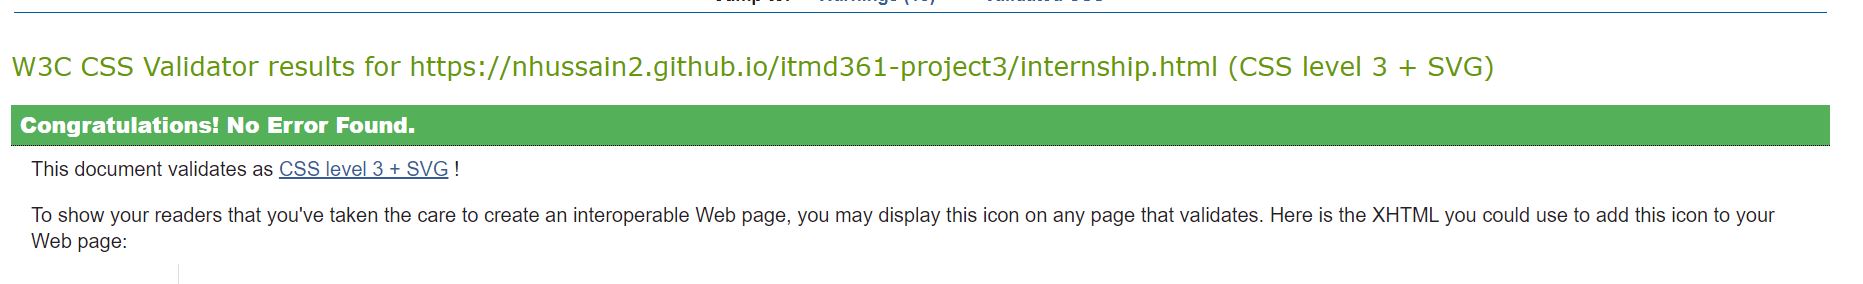 W3C CSS Validator results for https://nhussain2.github.io/itmd361-project3/internship.html (CSS level 3 + SVG)
Congratulations! No Error Found.
This document validates as CSS level 3 + SVG !
To show your readers that you've taken the care to create an interoperable Web page, you may display this icon on any page that validates. Here is the XHTML you could use to add this icon to your
Web page: